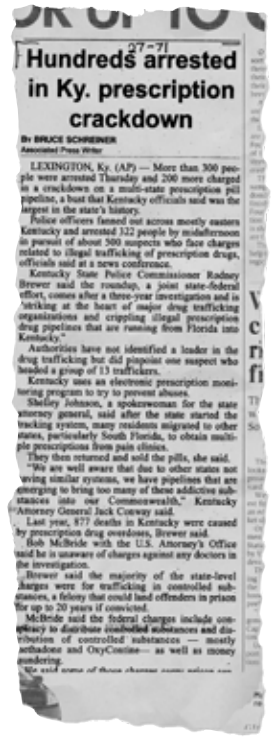 OR UP TO
27-71
Hundreds arrested
in Ky. prescription
crackdown
By BRUCE SCHREINER
Associated Press Writer
LEXINGTON, Ky. (AP) — More than 300 peo-
ple were arrested Thursday and 200 more charged
in a crackdown on a multi-state prescription pill
pipeline, a bust that Kentucky officials said was the
largest in the state's history.
Police officers fanned out across mostly eastern
Kentucky and arrested 322 people by midafternoon
in pursuit of about 500 suspects who face charges
related to illegal trafficking of prescription drugs,
officials said at a news conference.
Kentucky State Police Commissioner Rodney
Brewer said the roundup, a joint state-federal
effort, comes after a three-year investigation and is
"striking at the heart of major drug trafficking
organizations and crippling illegal prescription
drug pipelines that are running from Florida into
Kentucky."
Authorities have not identified a leader in the
drug trafficking but did pinpoint one suspect who
headed a group of 13 traffickers.
Kentucky uses an electronic prescription moni-
toring program to try to prevent abuses.
Shelley Johnson, a spokeswoman for the state
attorney general, said after the state started the
tracking system, many residents migrated to other
states, particularly South Florida, to obtain multi-
ple prescriptions from pain clinics.
They then returned and sold the pills, she said.
"We are well aware that due to other states not
having similar systems, we have pipelines that are
emerging to bring too many of these addictive sub-
stances into our Commonwealth," Kentucky
Attorney General Jack Conway said.
Last year, 877 deaths in Kentucky were caused
by prescription drug overdoses, Brewer said.
Bob McBride with the U.S. Attorney's Office
said he is unaware of charges against any doctors in
the investigation.
Brewer said the majority of the state-level
charges were for trafficking in controlled sub-
stances, a felony that could land offenders in prison
for up to 20 years if convicted.
McBride said the federal charges include con-
spiracy to distribute controlled substances and dis-
tribution of controlled substances — mostly
methadone and OxyContin — as well as money
laundering.
He said some of those charges carry prison